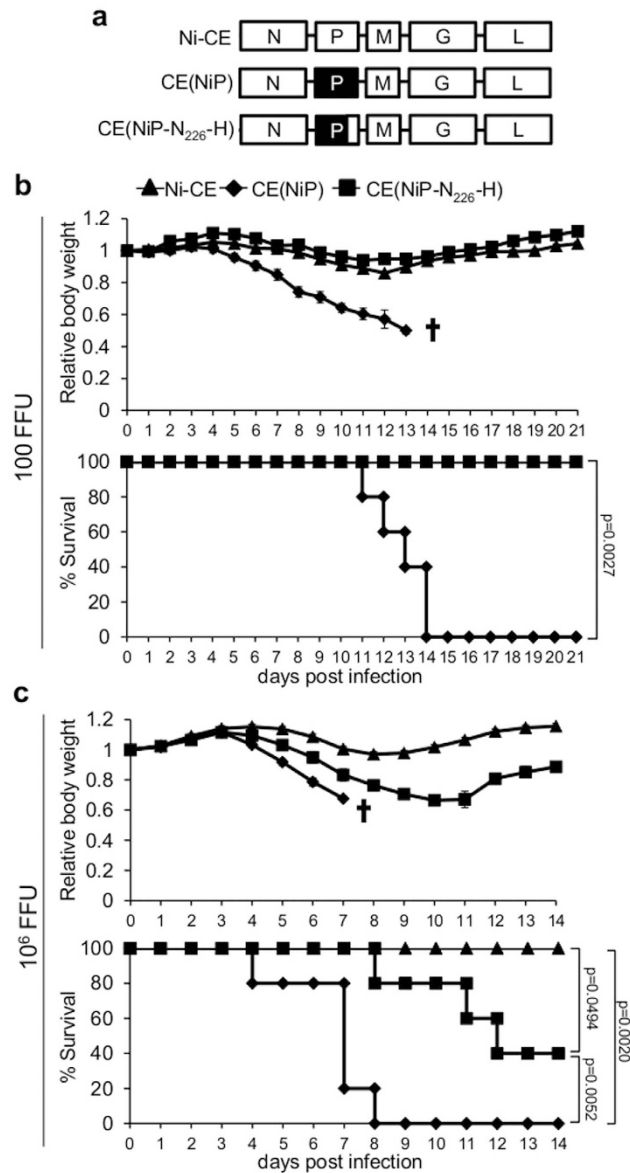 a
Ni-CE N P M G L
CE(NiP) N P M G L
CE(NiP-N226-H) N P M G L
b
Ni-CE CE(NiP) CE(NiP-N226-H)
100 FFU
Relative body weight
1.2
1
0.8
0.6
0.4
0.2
0
†
0 1 2 3 4 5 6 7 8 9 10 11 12 13 14 15 16 17 18 19 20 21
% Survival
100
80
60
40
20
0
p=0.0027
0 1 2 3 4 5 6 7 8 9 10 11 12 13 14 15 16 17 18 19 20 21
days post infection
c
10⁶ FFU
Relative body weight
1.2
1
0.8
0.6
0.4
0.2
0
†
0 1 2 3 4 5 6 7 8 9 10 11 12 13 14
% Survival
100
80
60
40
20
0
p=0.0494
p=0.0052
p=0.0020
0 1 2 3 4 5 6 7 8 9 10 11 12 13 14
days post infection